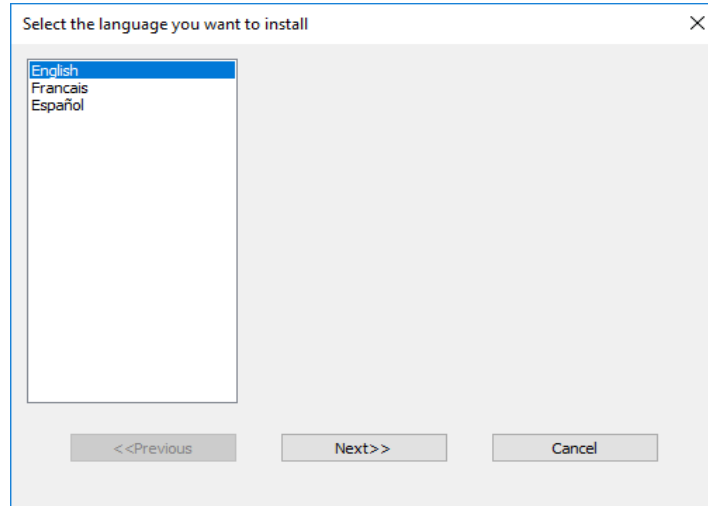 Select the language you want to install
English
Francais
Español
<<Previous
Next>>
Cancel